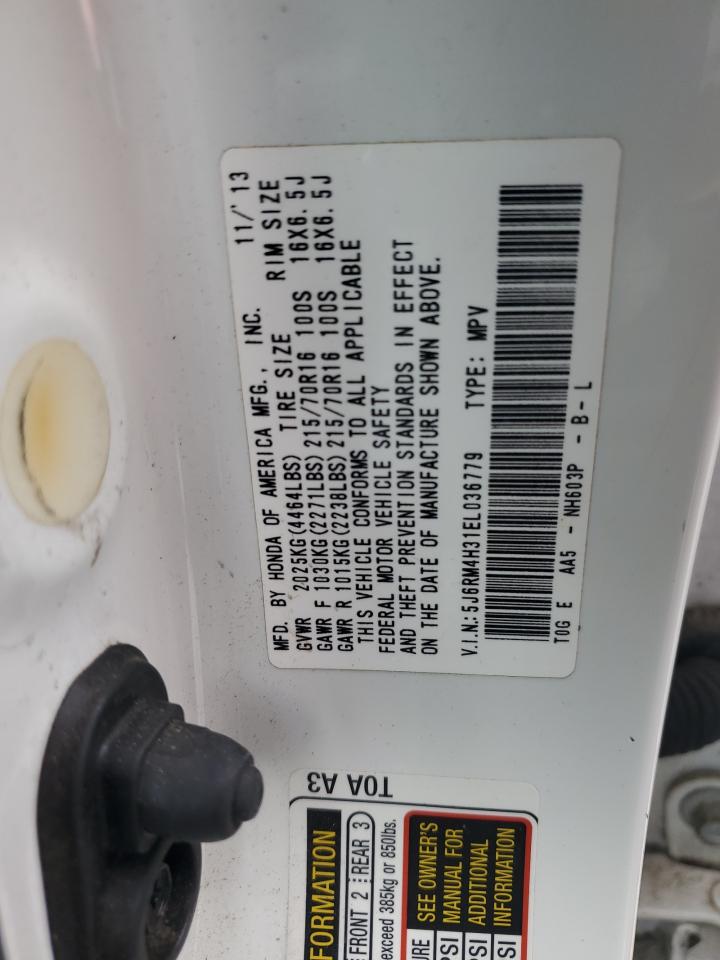 MFD. BY HONDA OF AMERICA MFG., INC. 11/'13
GVWR 2025KG(4464LBS) TIRE SIZE RIM SIZE
GAWR F 1030KG(2271LBS)215/70R16 100S 16X6.5J
GAWR R 1015KG(2238LBS)215/70R16 100S 16X6.5J
THIS VEHICLE CONFORMS TO ALL APPLICABLE
FEDERAL MOTOR VEHICLE SAFETY
AND THEFT PREVENTION STANDARDS IN EFFECT
ON THE DATE OF MANUFACTURE SHOWN ABOVE.
V.I.N.:5J6RM4H31EL036779 TYPE: MPV
T0G E AA5 - NH603P - B- L
T0A A3
FORMATION
FRONT 2 REAR 3
exceed 385kg or 850lbs.
URE SEE OWNER'S
PSI MANUAL FOR
PSI ADDITIONAL
SI INFORMATION